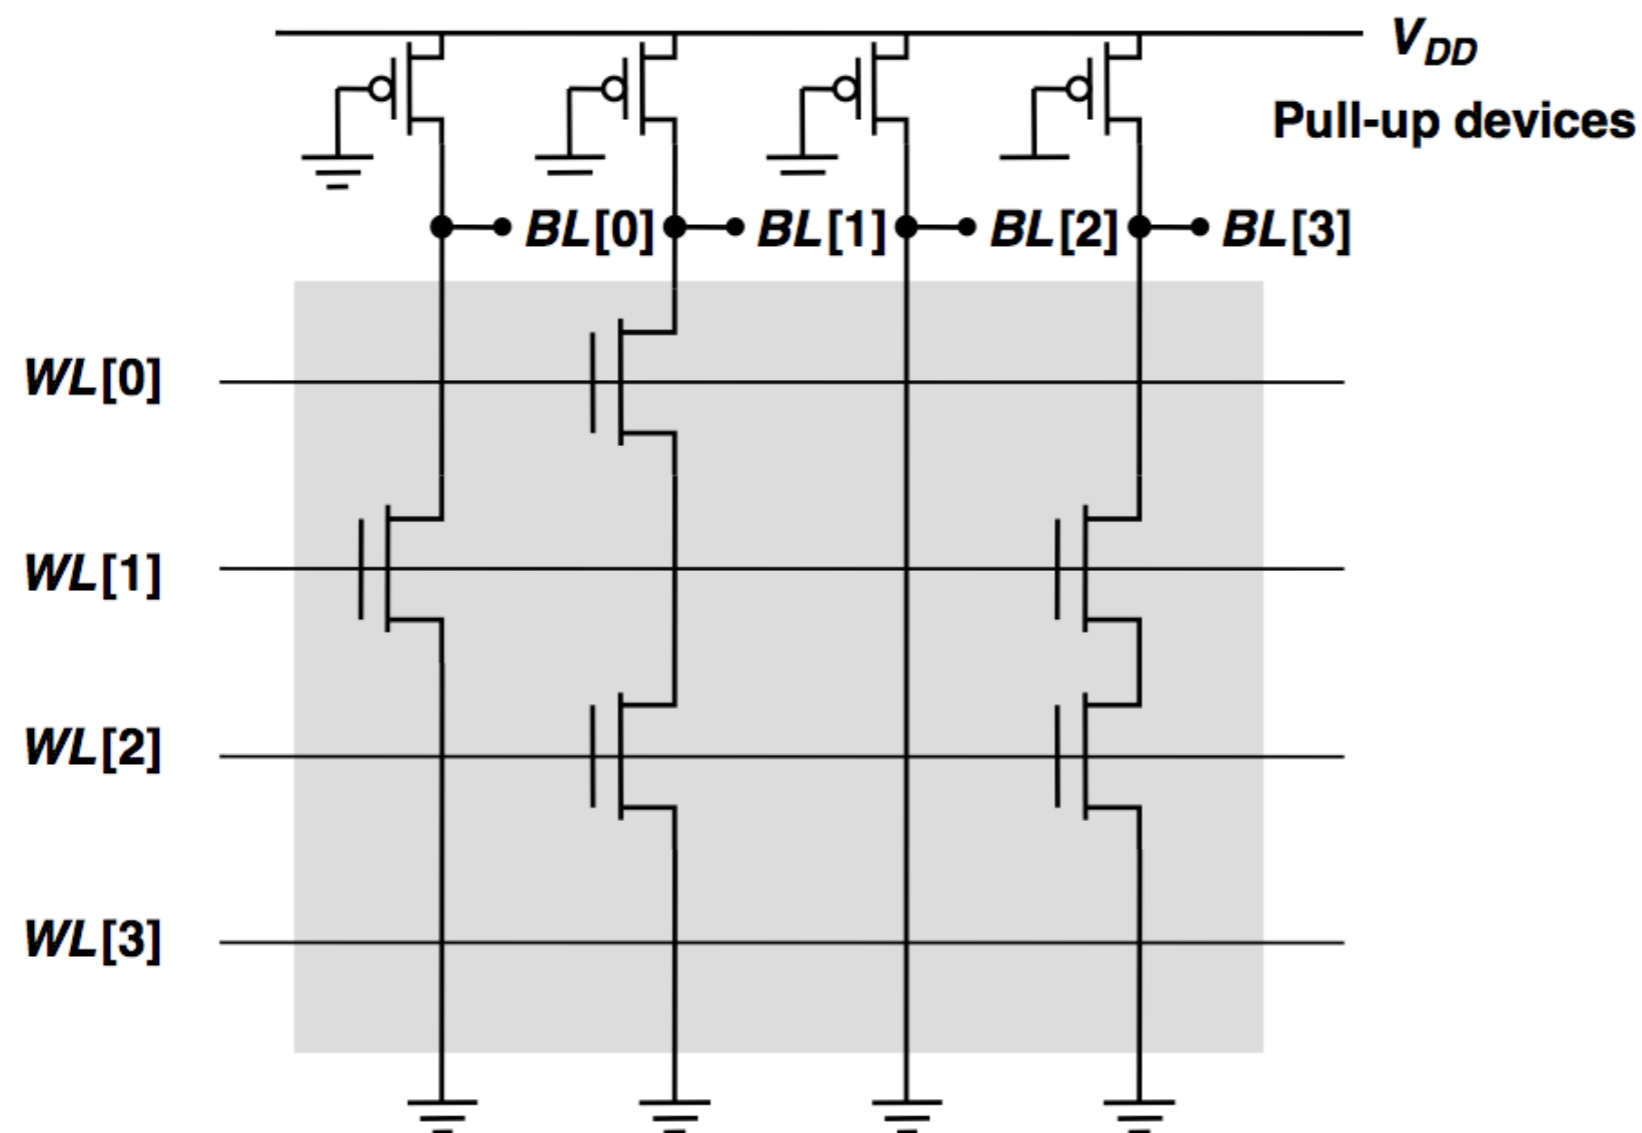 V_DD
Pull-up devices
BL[0] BL[1] BL[2] BL[3]
WL[0]
WL[1]
WL[2]
WL[3]